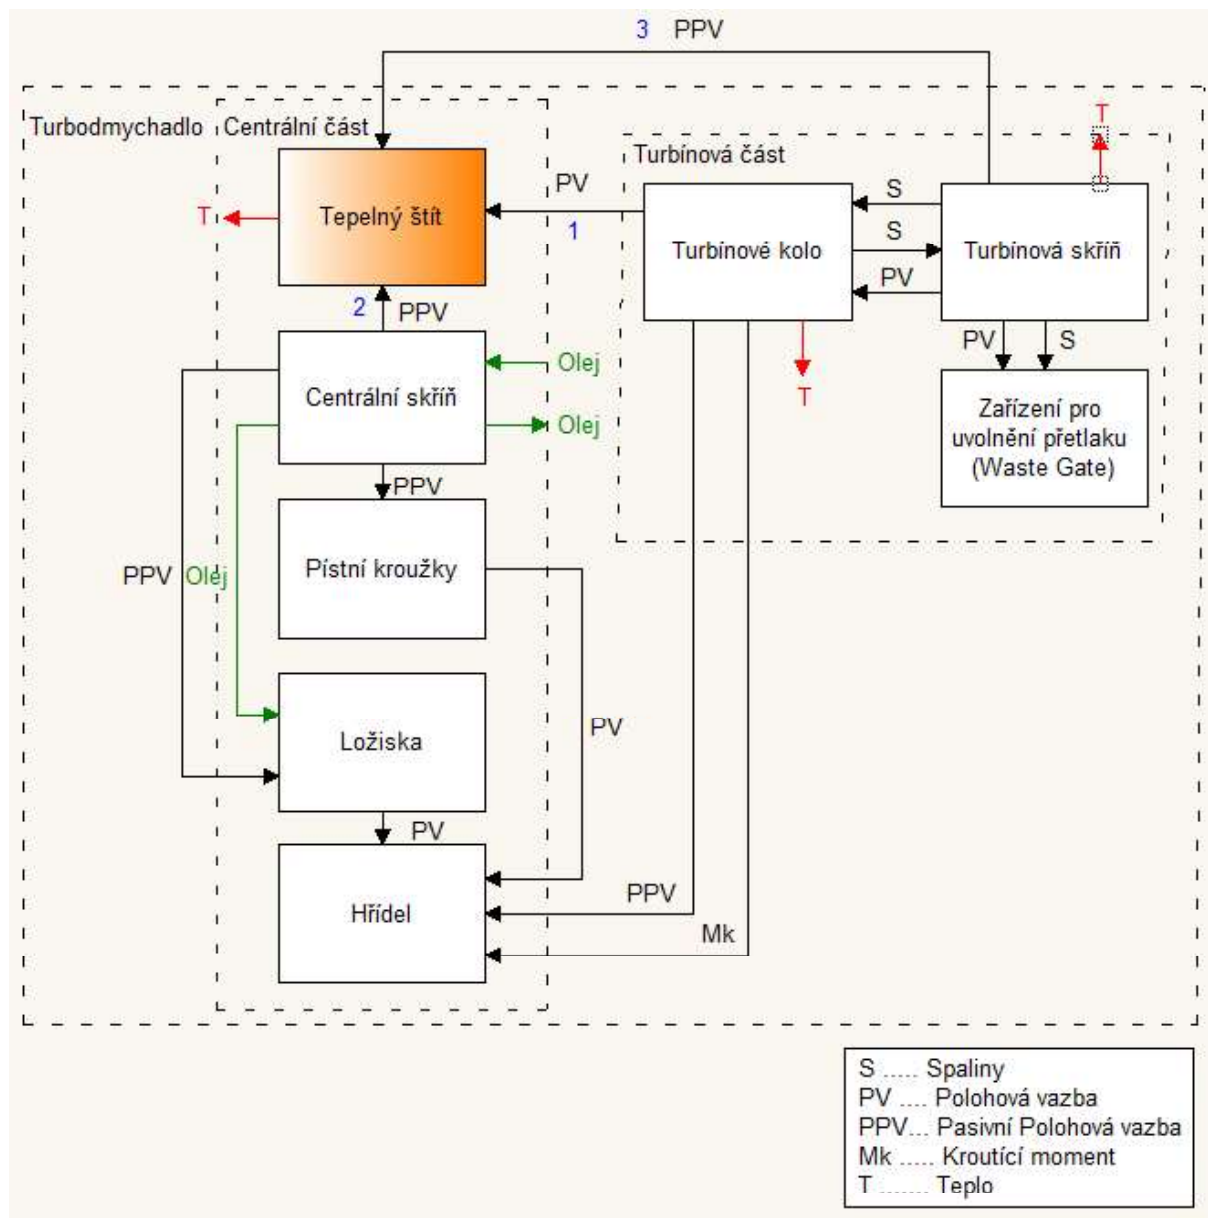 3 PPV
Turbodmychadlo
Centrální část
T
Turbínová část
Tepelný štít
T
PV
1
S
S
PV
Turbínové kolo
Turbínová skříň
2
PPV
Centrální skříň
Olej
Olej
T
PV
S
Zařízení pro
uvolnění přetlaku
(Waste Gate)
PPV
Pístní kroužky
PPV
Olej
Ložiska
PV
PV
Hřídel
PPV
Mk
S ..... Spaliny
PV .... Polohová vazba
PPV... Pasivní Polohová vazba
Mk ..... Kroutící moment
T ....... Teplo